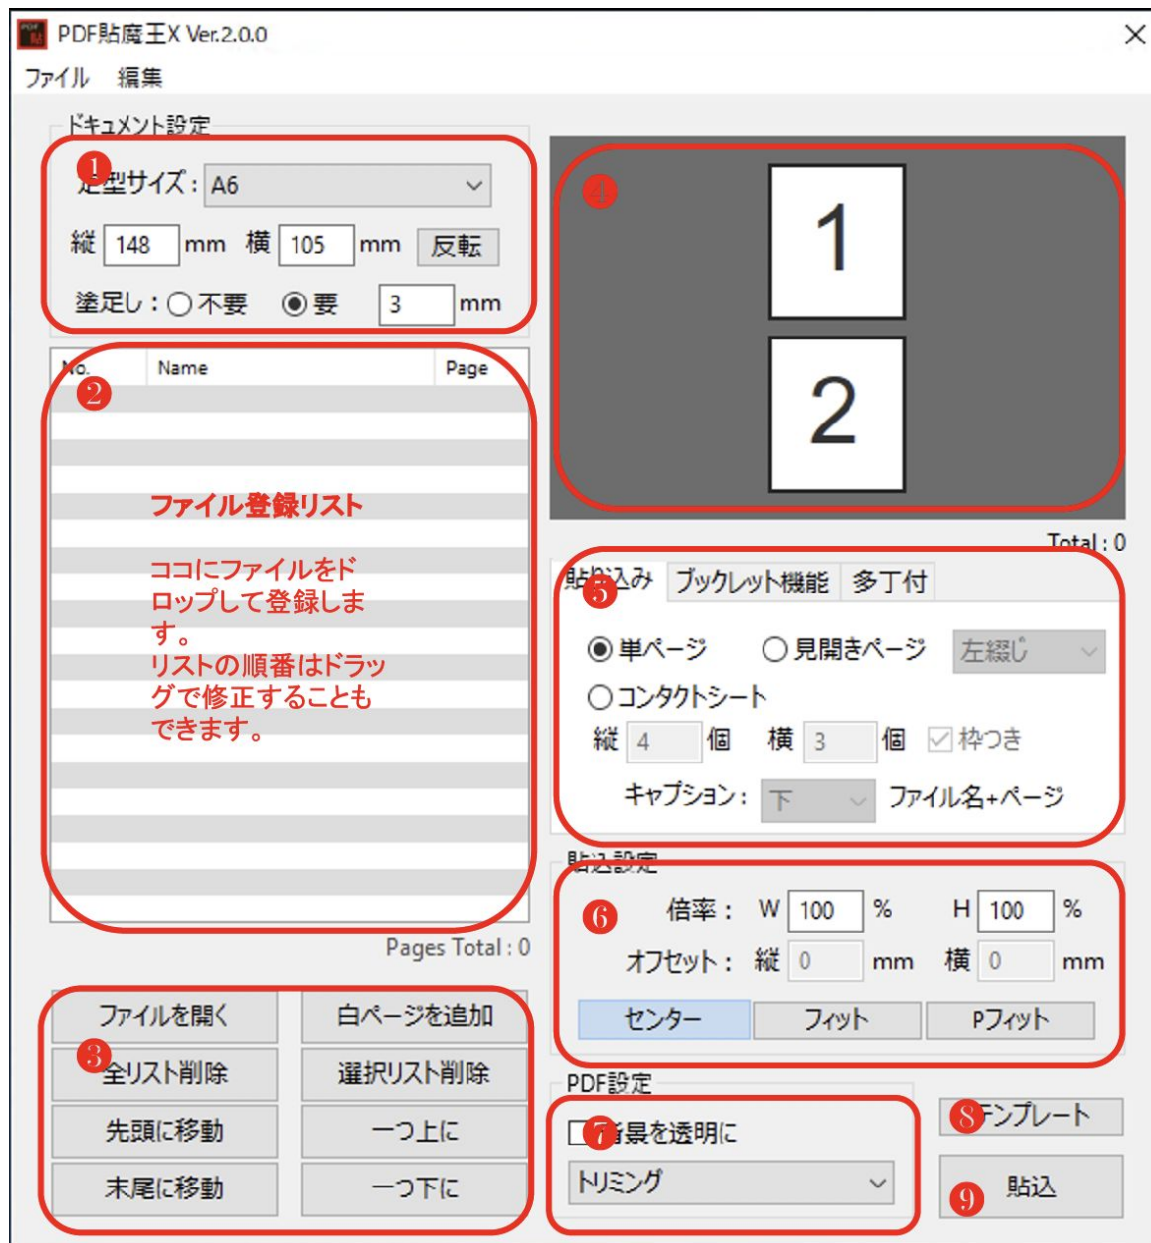 PDF貼魔王X Ver.2.0.0
ファイル 編集
ドキュメント設定
❶
定型サイズ: A6
縦 148 mm 横 105 mm 反転
塗足し: 不要 要 3 mm
No. Name Page
❷
ファイル登録リスト
ココにファイルをド
ロップして登録しま
す。
リストの順番はドラッ
グで修正することも
できます。
Pages Total : 0
❸
ファイルを開く 白ページを追加
全リスト削除 選択リスト削除
先頭に移動 一つ上に
末尾に移動 一つ下に
❹
1
2
Total : 0
❺
貼り込み ブックレット機能 多丁付
単ページ 見開きページ 左綴じ
コンタクトシート
縦 4 個 横 3 個 枠つき
キャプション: 下 ファイル名+ページ
貼込設定
❻
倍率: W 100 % H 100 %
オフセット: 縦 0 mm 横 0 mm
センター フィット Pフィット
PDF設定
❼
背景を透明に
トリミング
❽
テンプレート
❾
貼込